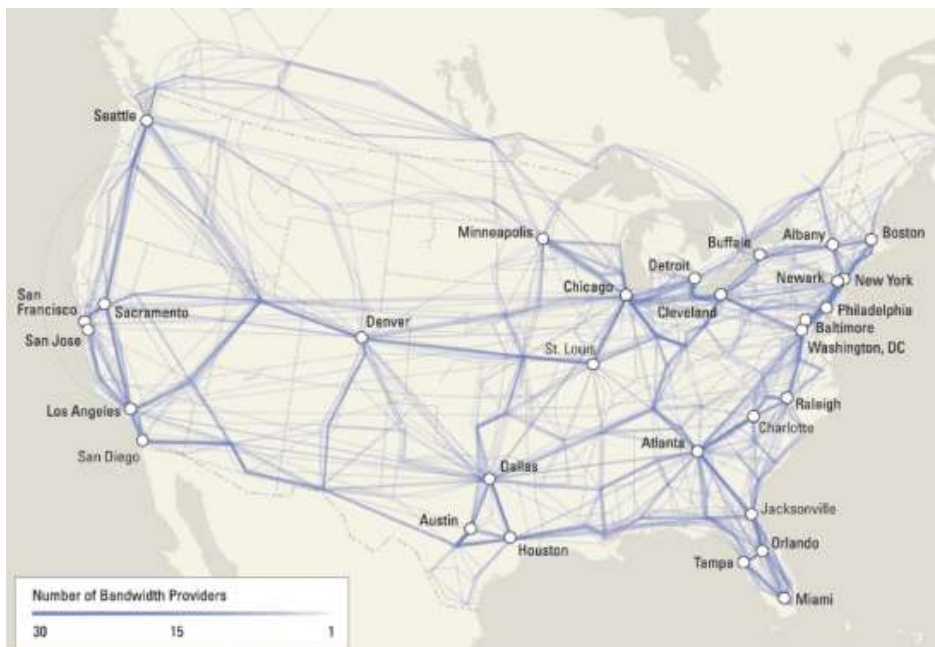 Seattle
Minneapolis
Buffalo
Albany
Boston
Detroit
Newark
New York
Chicago
San
Francisco
Sacramento
Cleveland
Philadelphia
Denver
Baltimore
San Jose
St. Louis
Washington, DC
Los Angeles
Raleigh
Charlotte
Atlanta
San Diego
Dallas
Austin
Jacksonville
Houston
Orlando
Tampa
Miami
Number of Bandwidth Providers
30 15 1